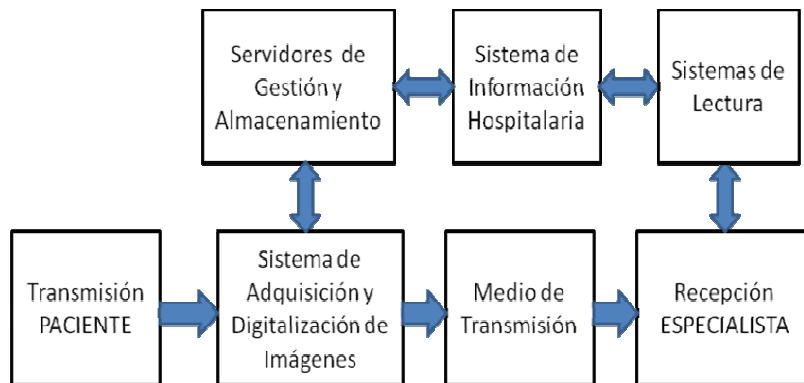 Servidores de
Gestión y
Almacenamiento
Sistema de
Información
Hospitalaria
Sistemas de
Lectura
Transmisión
PACIENTE
Sistema de
Adquisición y
Digitalización de
Imágenes
Medio de
Transmisión
Recepción
ESPECIALISTA